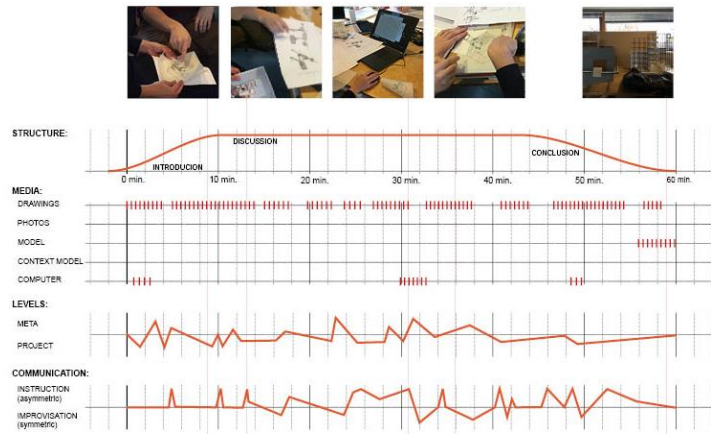 STRUCTURE:
DISCUSSION
CONCLUSION
INTRODUCION
0 min. 10 min. 20 min. 30 min. 40 min. 50 min. 60 min.
MEDIA:
DRAWINGS
PHOTOS
MODEL
CONTEXT MODEL
COMPUTER
LEVELS:
META
PROJECT
COMMUNICATION:
INSTRUCTION
(asymmetric)
IMPROVISATION
(symmetric)